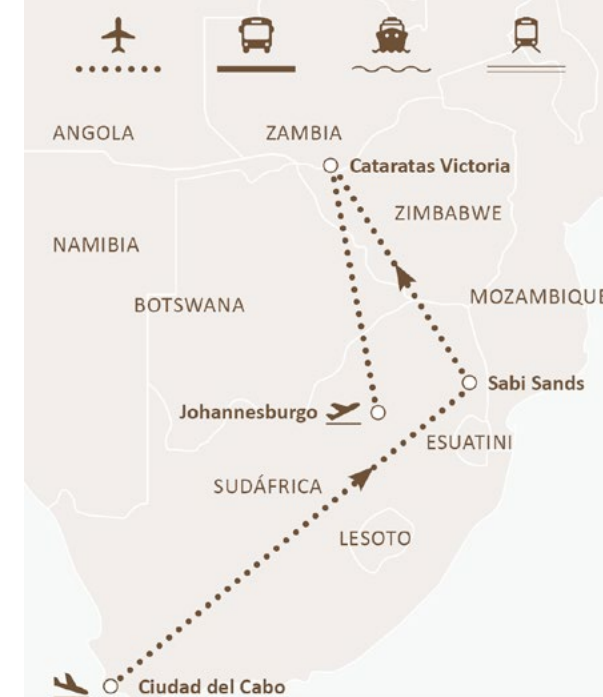 ANGOLA
ZAMBIA
Cataratas Victoria
ZIMBABWE
NAMIBIA
MOZAMBIQUE
BOTSWANA
Sabi Sands
Johannesburgo
ESUATINI
SUDÁFRICA
LESOTO
Ciudad del Cabo